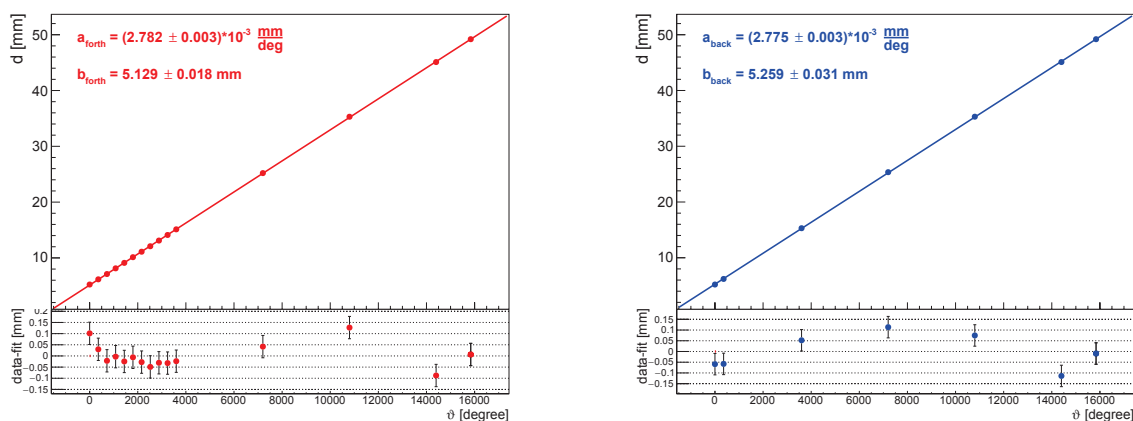 d [mm]
50
40
30
20
10
a_forth = (2.782 ± 0.003)*10^-3 mm/deg
b_forth = 5.129 ± 0.018 mm
data-fit [mm]
0.2
0.15
0.1
0.05
0
−0.05
−0.1
−0.15
0 2000 4000 6000 8000 10000 12000 14000 16000
ϑ [degree]
d [mm]
50
40
30
20
10
a_back = (2.775 ± 0.003)*10^-3 mm/deg
b_back = 5.259 ± 0.031 mm
data-fit [mm]
0.15
0.1
0.05
0
−0.05
−0.1
−0.15
0 2000 4000 6000 8000 10000 12000 14000 16000
ϑ [degree]